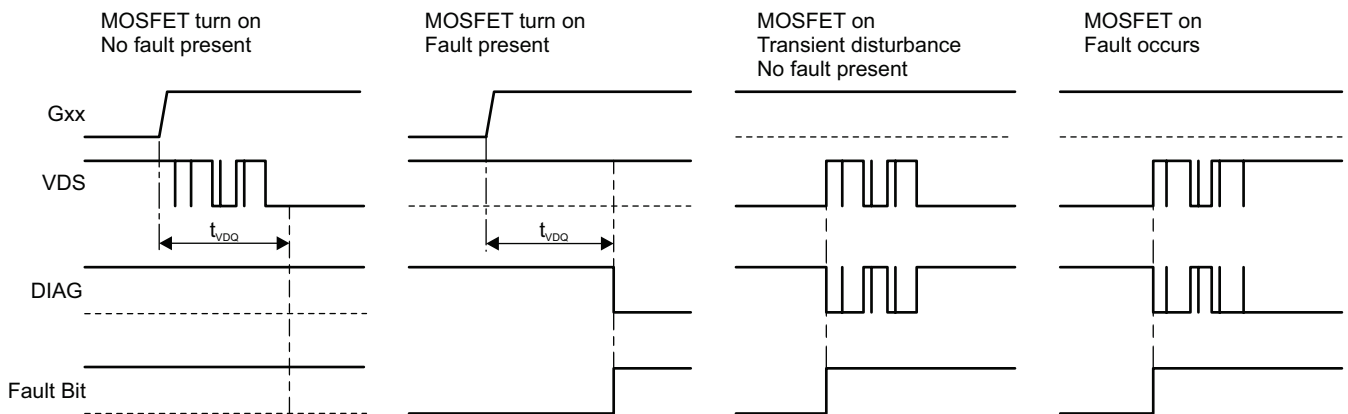 MOSFET turn on
No fault present
MOSFET turn on
Fault present
MOSFET on
Transient disturbance
No fault present
MOSFET on
Fault occurs
Gxx
VDS
tVDQ
tVDQ
DIAG
Fault Bit